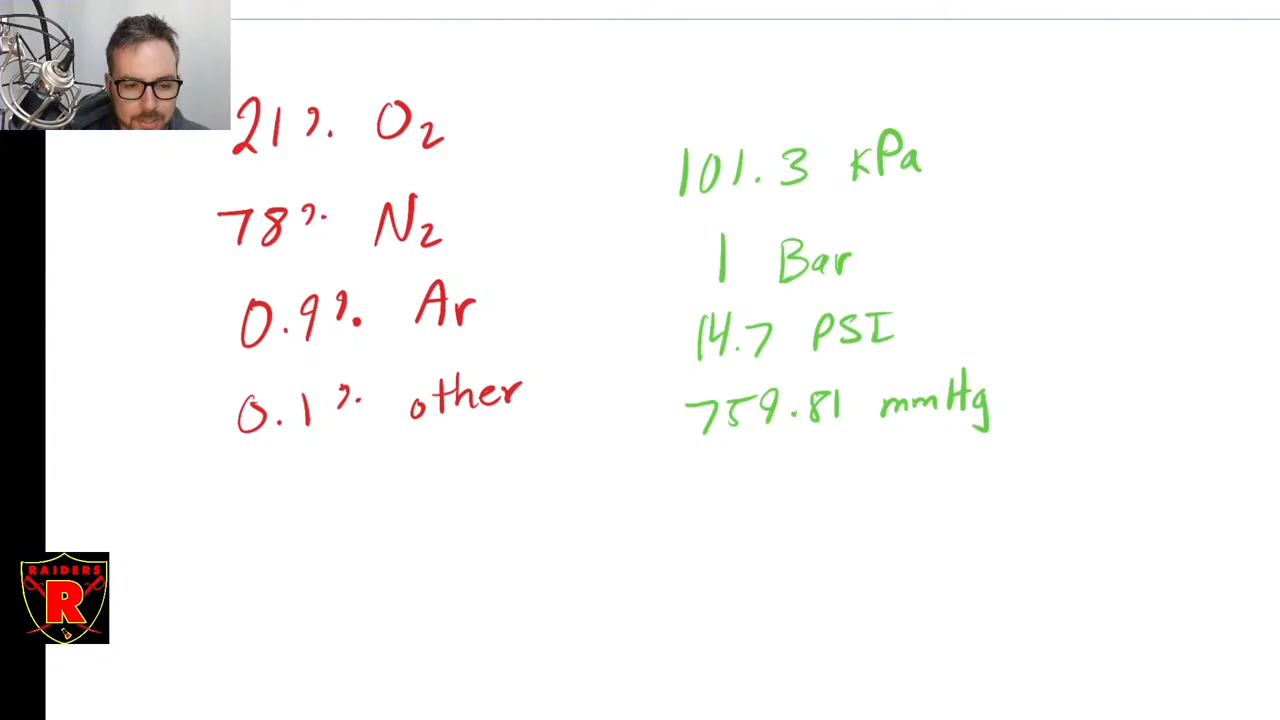 21% O2
78% N2
0.9% Ar
0.1% other
101.3 kPa
1 Bar
14.7 PSI
759.81 mmHg
RAIDERS
R